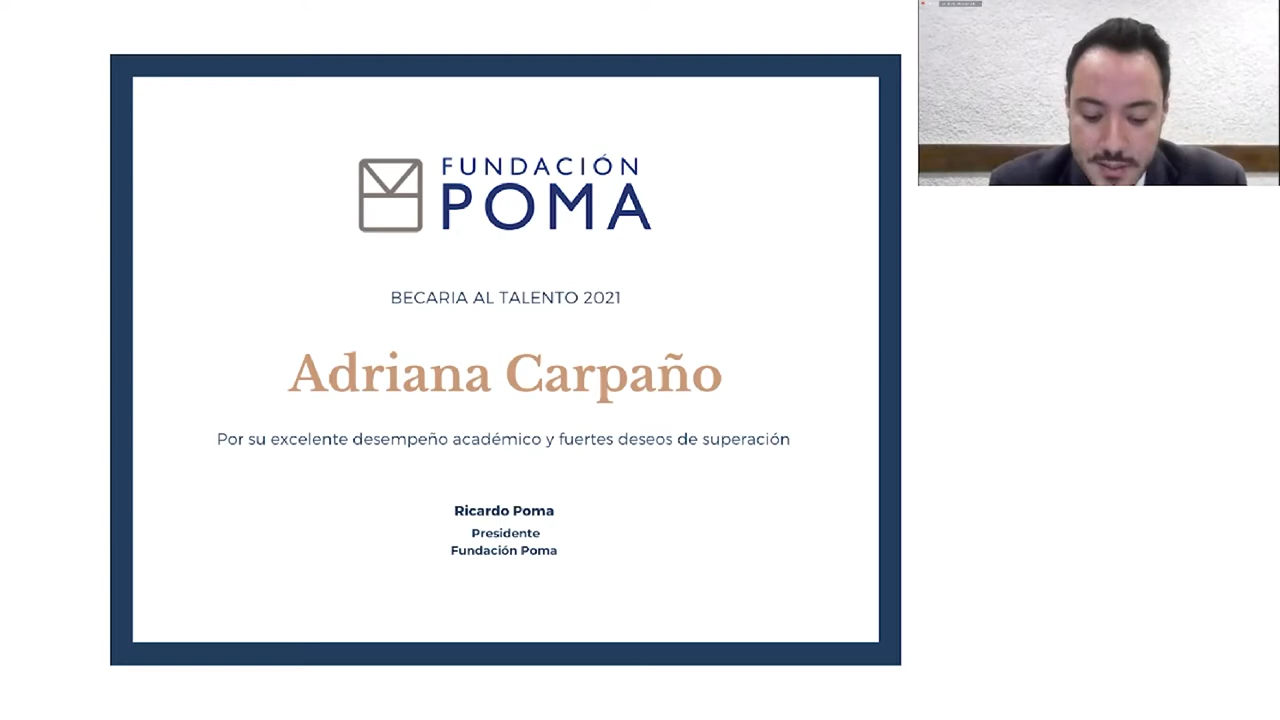 FUNDACIÓN
POMA
BECARIA AL TALENTO 2021
Adriana Carpaño
Por su excelente desempeño académico y fuertes deseos de superación
Ricardo Poma
Presidente
Fundación Poma